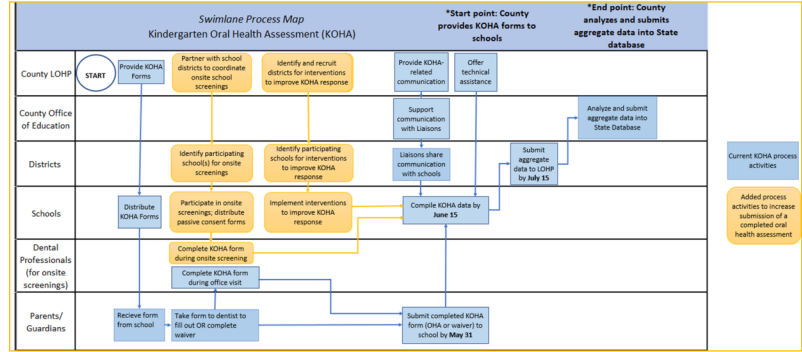 Swimlane Process Map
Kindergarten Oral Health Assessment (KOHA)
*Start point: County
provides KOHA forms to
schools
*End point: County
analyzes and submits
aggregate data into State
database
County LOHP
START
Provide KOHA
Forms
Partner with school
districts to coordinate
onsite school
screenings
Identify and recruit
districts for interventions
to improve KOHA response
Provide KOHA-
related
communication
Offer
technical
assistance
County Office
of Education
Support
communication
with Liaisons
Analyze and submit
aggregate data into
State Database
Districts
Identify participating
school(s) for onsite
screenings
Identify participating
schools for interventions
to improve KOHA
response
Liaisons share
communication
with schools
Submit
aggregate
data to LOHP
by July 15
Schools
Distribute
KOHA Forms
Participate in onsite
screenings; distribute
passive consent forms
Implement interventions
to improve KOHA
response
Compile KOHA data by
June 15
Dental
Professionals
(for onsite
screenings)
Complete KOHA form
during onsite screening
Complete KOHA form
during office visit
Parents/
Guardians
Recieve form
from school
Take form to dentist to
fill out OR complete
waiver
Submit completed KOHA
form (OHA or waiver) to
school by May 31
Current KOHA process
activities
Added process
activities to increase
submission of a
completed oral
health assessment